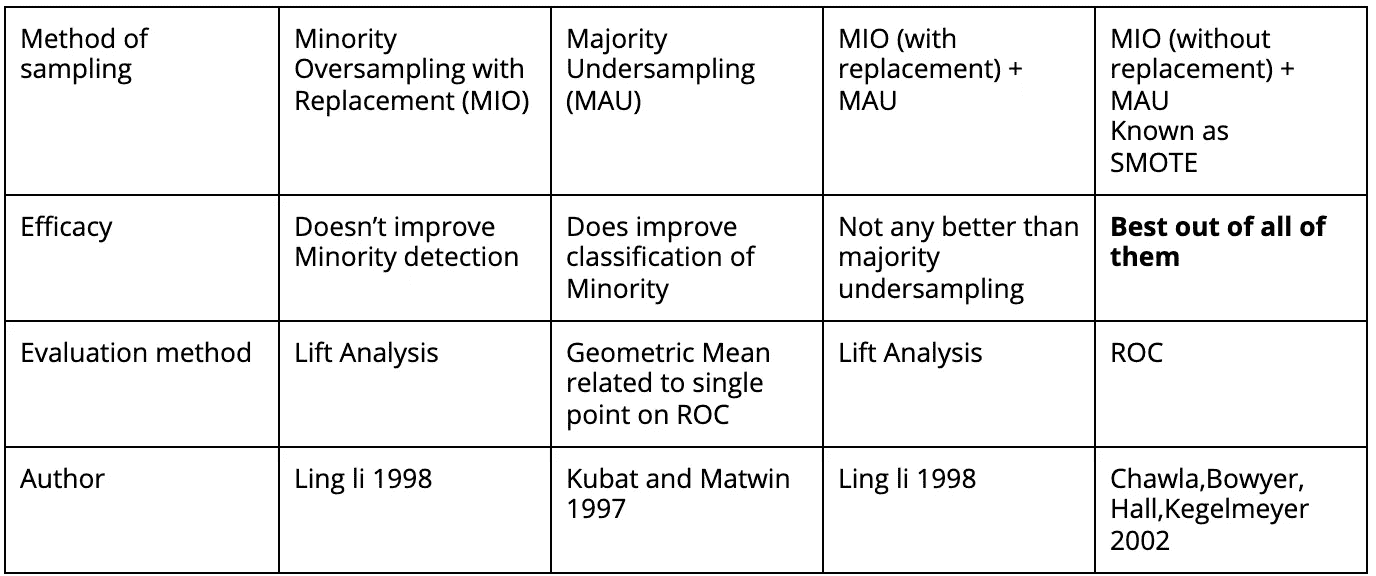 Method of
sampling
Minority
Oversampling with
Replacement (MIO)
Majority
Undersampling
(MAU)
MIO (with
replacement) +
MAU
MIO (without
replacement) +
MAU
Known as
SMOTE
Efficacy
Doesn’t improve
Minority detection
Does improve
classification of
Minority
Not any better than
majority
undersampling
Best out of all of
them
Evaluation method
Lift Analysis
Geometric Mean
related to single
point on ROC
Lift Analysis
ROC
Author
Ling li 1998
Kubat and Matwin
1997
Ling li 1998
Chawla,Bowyer,
Hall,Kegelmeyer
2002